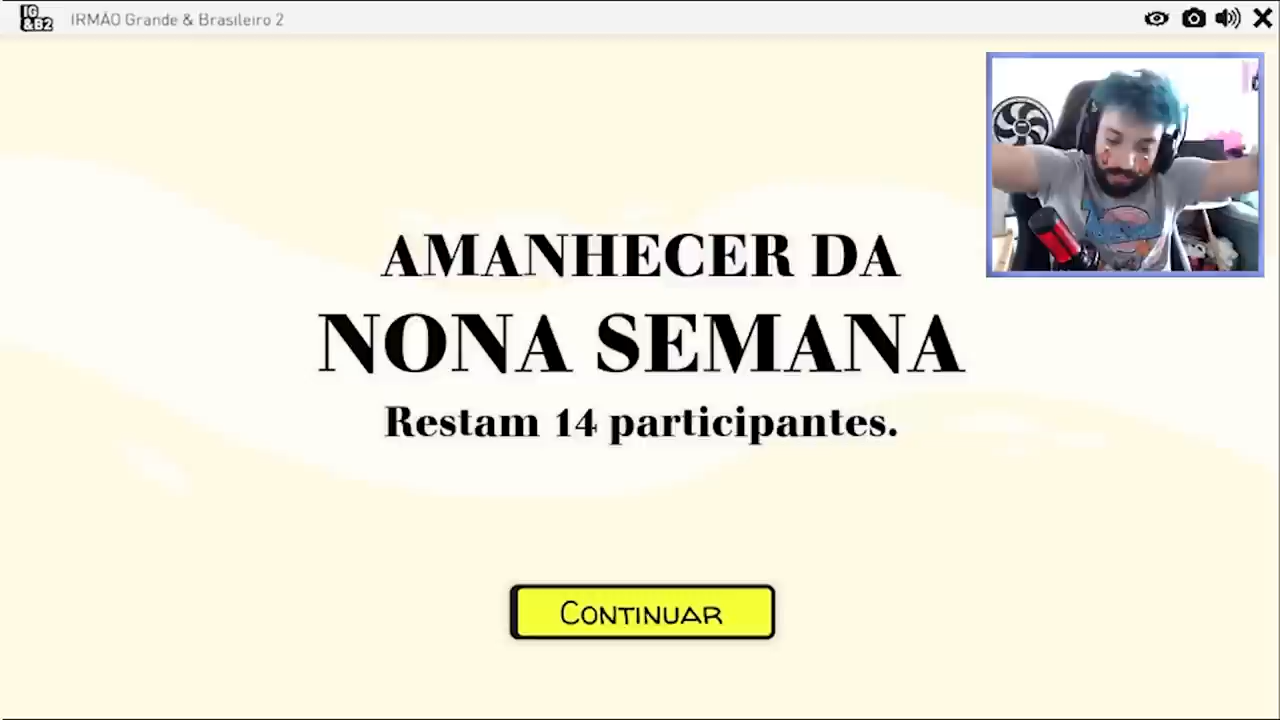 IG
&B2
IRMÃO Grande & Brasileiro 2
AMANHECER DA
NONA SEMANA
Restam 14 participantes.
CONTINUAR